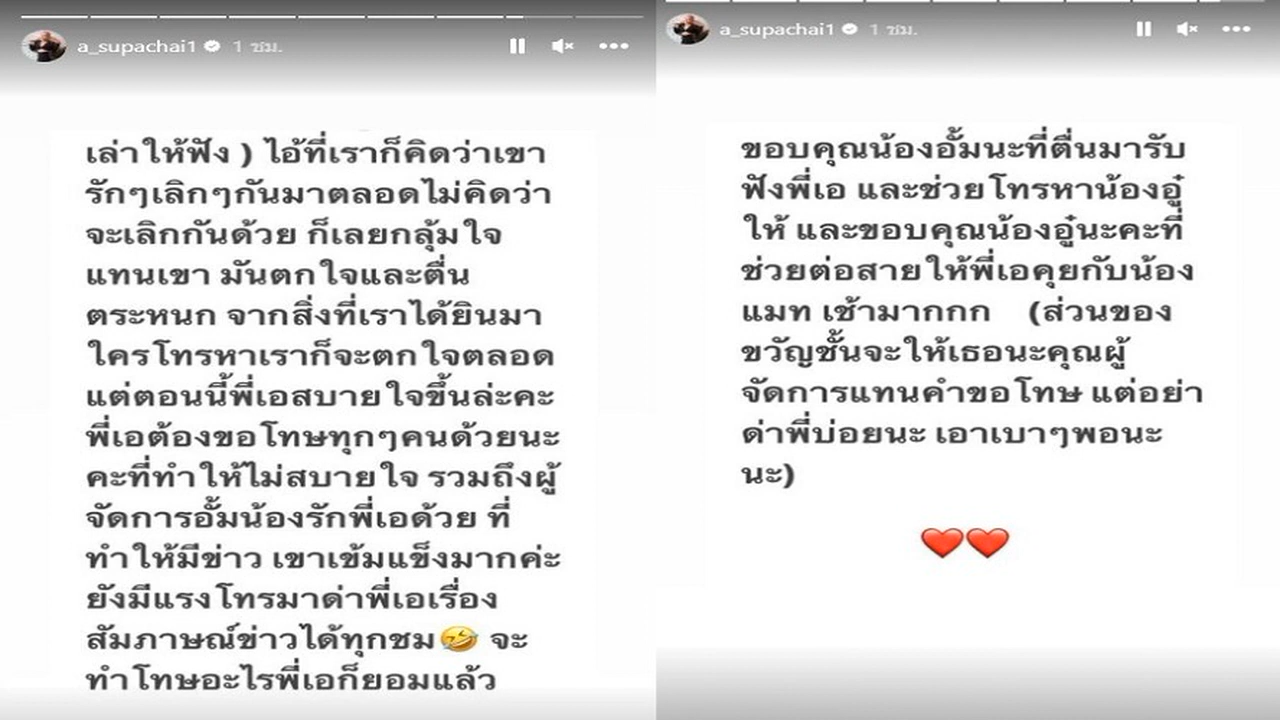 a_supachai1 1 ชม.
เล่าให้ฟัง ) ไอ้ที่เราก็คิดว่าเขา
รักๆเลิกๆกันมาตลอดไม่คิดว่า
จะเลิกกันด้วย ก็เลยกลุ้มใจ
แทนเขา มันตกใจและตื่น
ตระหนก จากสิ่งที่เราได้ยินมา
ใครโทรหาเราก็จะตกใจตลอด
แต่ตอนนี้พี่เอสบายใจขึ้นล่ะคะ
พี่เอต้องขอโทษทุกๆคนด้วยนะ
คะที่ทำให้ไม่สบายใจ รวมถึงผู้
จัดการอั้มน้องรักพี่เอด้วย ที่
ทำให้มีข่าว เขาเข้มแข็งมากค่ะ
ยังมีแรงโทรมาด่าพี่เอเรื่อง
สัมภาษณ์ข่าวได้ทุกชม🤣 จะ
ทำโทษอะไรพี่เอก็ยอมแล้ว
a_supachai1 1 ชม.
ขอบคุณน้องอั้มนะที่ตื่นมารับ
ฟังพี่เอ และช่วยโทรหาน้องอู๋
ให้ และขอบคุณน้องอู๋นะคะที่
ช่วยต่อสายให้พี่เอคุยกับน้อง
แมท เช้ามากกก (ส่วนของ
ขวัญชั้นจะให้เธอนะคุณผู้
จัดการแทนคำขอโทษ แต่อย่า
ด่าพี่บ่อยนะ เอาเบาๆพอนะ
นะ)
❤️❤️